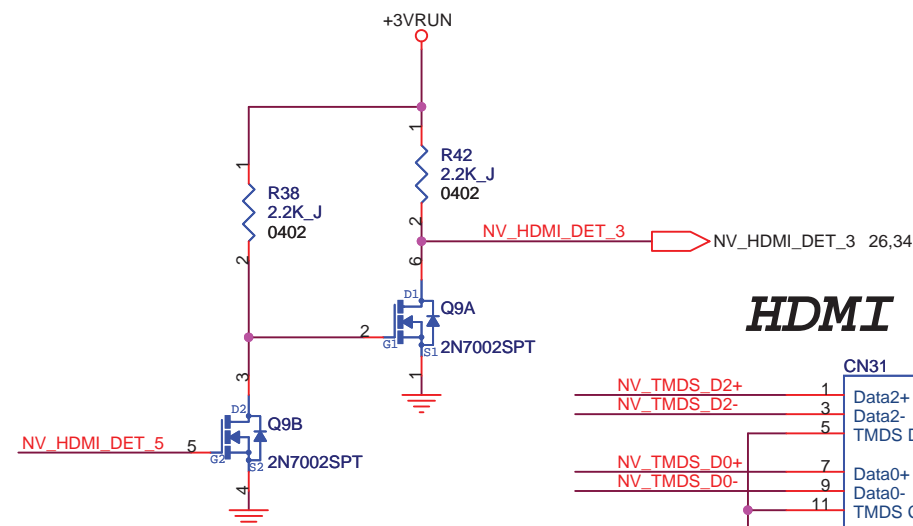 +3VRUN
1
R42
2.2K_J
0402
2
1
R38
2.2K_J
0402
2
NV_HDMI_DET_3
NV_HDMI_DET_3 26,34
6
D1
Q9A
2
G1
S1
2N7002SPT
1
3
D2
Q9B
NV_HDMI_DET_5
5
G2
S2
2N7002SPT
4
HDMI
CN31
NV_TMDS_D2+
1
Data2+
NV_TMDS_D2-
3
Data2-
5
TMDS D
NV_TMDS_D0+
7
Data0+
NV_TMDS_D0-
9
Data0-
11
TMDS C